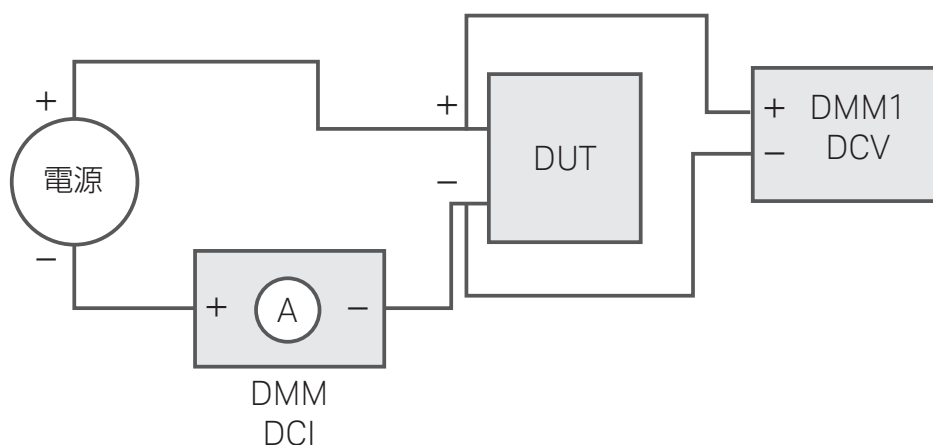 +
電源
−
+
−
DUT
+ DMM1
− DCV
+ A −
DMM
DCI